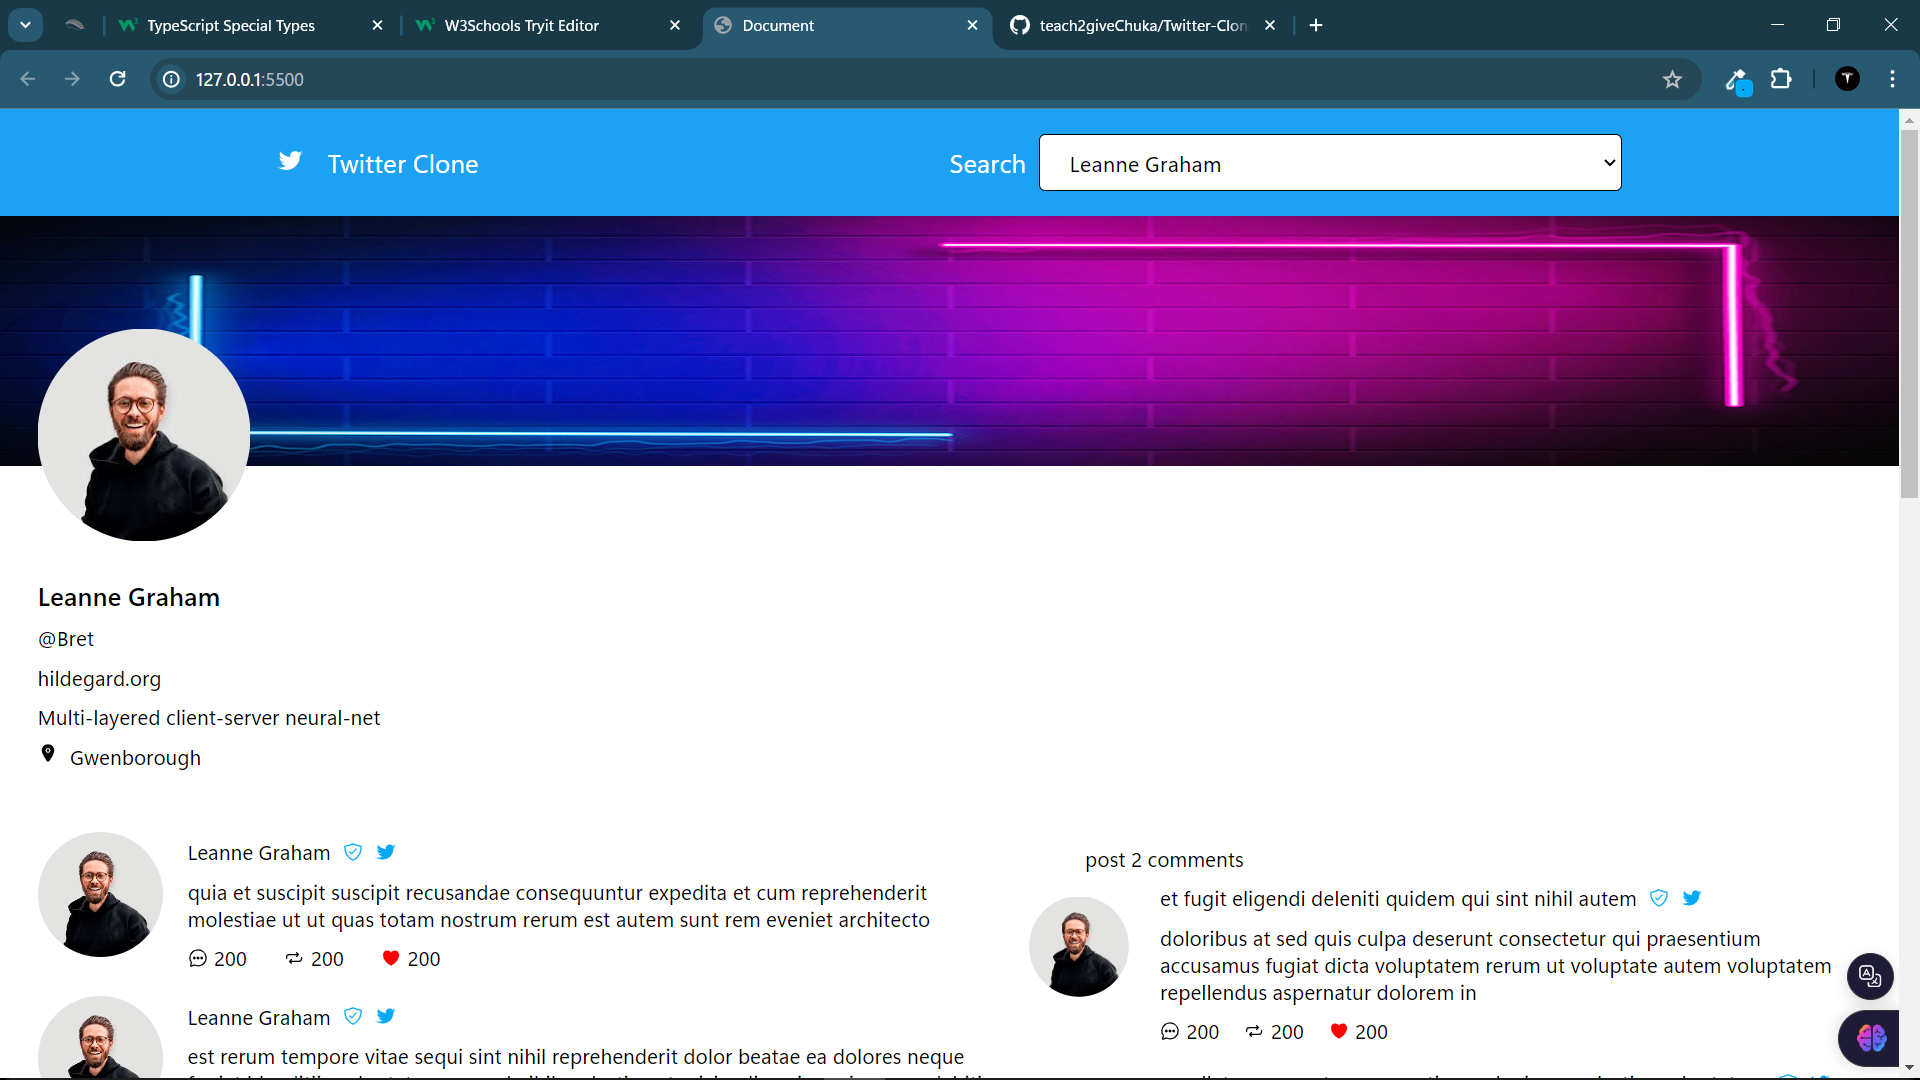 TypeScript Special Types
W3Schools Tryit Editor
Document
teach2giveChuka/Twitter-Clon
127.0.0.1:5500
Twitter Clone
Search
Leanne Graham
Leanne Graham
@Bret
hildegard.org
Multi-layered client-server neural-net
Gwenborough
Leanne Graham
quia et suscipit suscipit recusandae consequuntur expedita et cum reprehenderit
molestiae ut ut quas totam nostrum rerum est autem sunt rem eveniet architecto
200 200 200
Leanne Graham
est rerum tempore vitae sequi sint nihil reprehenderit dolor beatae ea dolores neque
post 2 comments
et fugit eligendi deleniti quidem qui sint nihil autem
doloribus at sed quis culpa deserunt consectetur qui praesentium
accusamus fugiat dicta voluptatem rerum ut voluptate autem voluptatem
repellendus aspernatur dolorem in
200 200 200